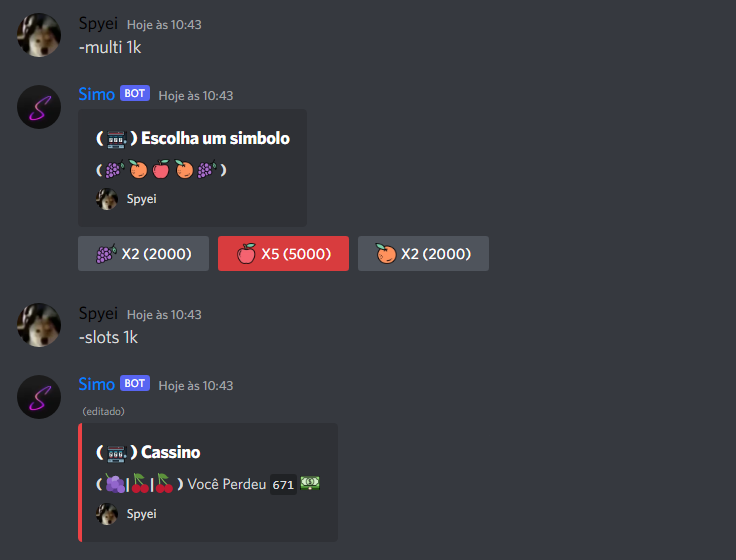 Spyei Hoje às 10:43
-multi 1k
Simo BOT Hoje às 10:43
( 🎰 ) Escolha um simbolo
(🍇🍊🍎🍊🍇)
Spyei
🍇 X2 (2000) 🍎 X5 (5000) 🍊 X2 (2000)
Spyei Hoje às 10:43
-slots 1k
Simo BOT Hoje às 10:43
(editado)
( 🎰 ) Cassino
(🍇|🍒|🍒) Você Perdeu 671 💵
Spyei